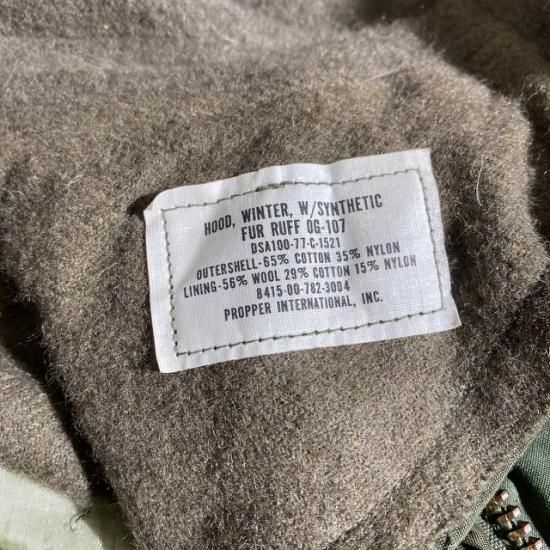 HOOD, WINTER, W/SYNTHETIC
FUR RUFF OG-107
DSA100-77-C-1521
OUTERSHELL-65% COTTON 35% NYLON
LINING-56% WOOL 29% COTTON 15% NYLON
8415-00-782-3004
PROPPER INTERNATIONAL, INC.